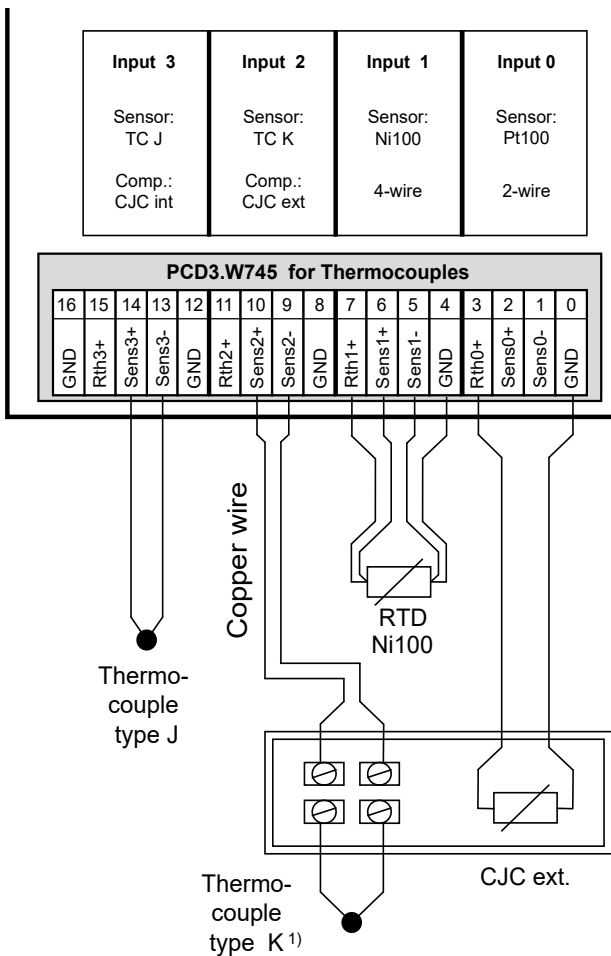 Input 3
Sensor:
TC J
Comp.:
CJC int
Input 2
Sensor:
TC K
Comp.:
CJC ext
Input 1
Sensor:
Ni100
4-wire
Input 0
Sensor:
Pt100
2-wire
PCD3.W745 for Thermocouples
16 15 14 13 12 11 10 9 8 7 6 5 4 3 2 1 0
GND
Rth3+
Sens3+
Sens3-
GND
Rth2+
Sens2+
Sens2-
GND
Rth1+
Sens1+
Sens1-
GND
Rth0+
Sens0+
Sens0-
GND
Copper wire
RTD
Ni100
Thermo-
couple
type J
CJC ext.
Thermo-
couple
type K 1)